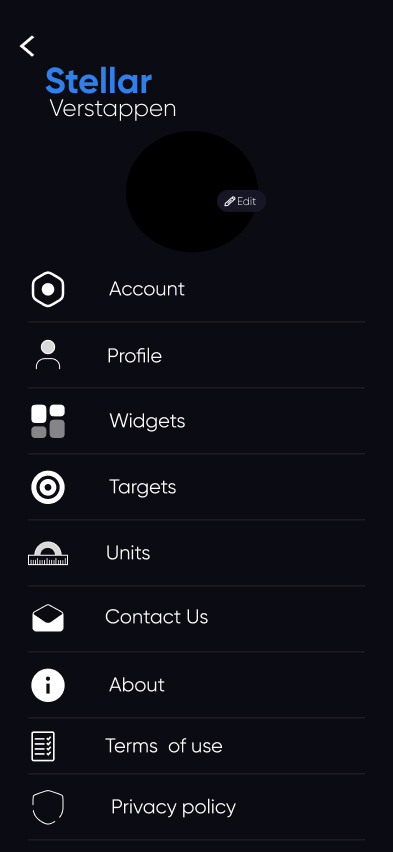 Stellar
Verstappen
Edit
Account
Profile
Widgets
Targets
Units
Contact Us
About
Terms of use
Privacy policy